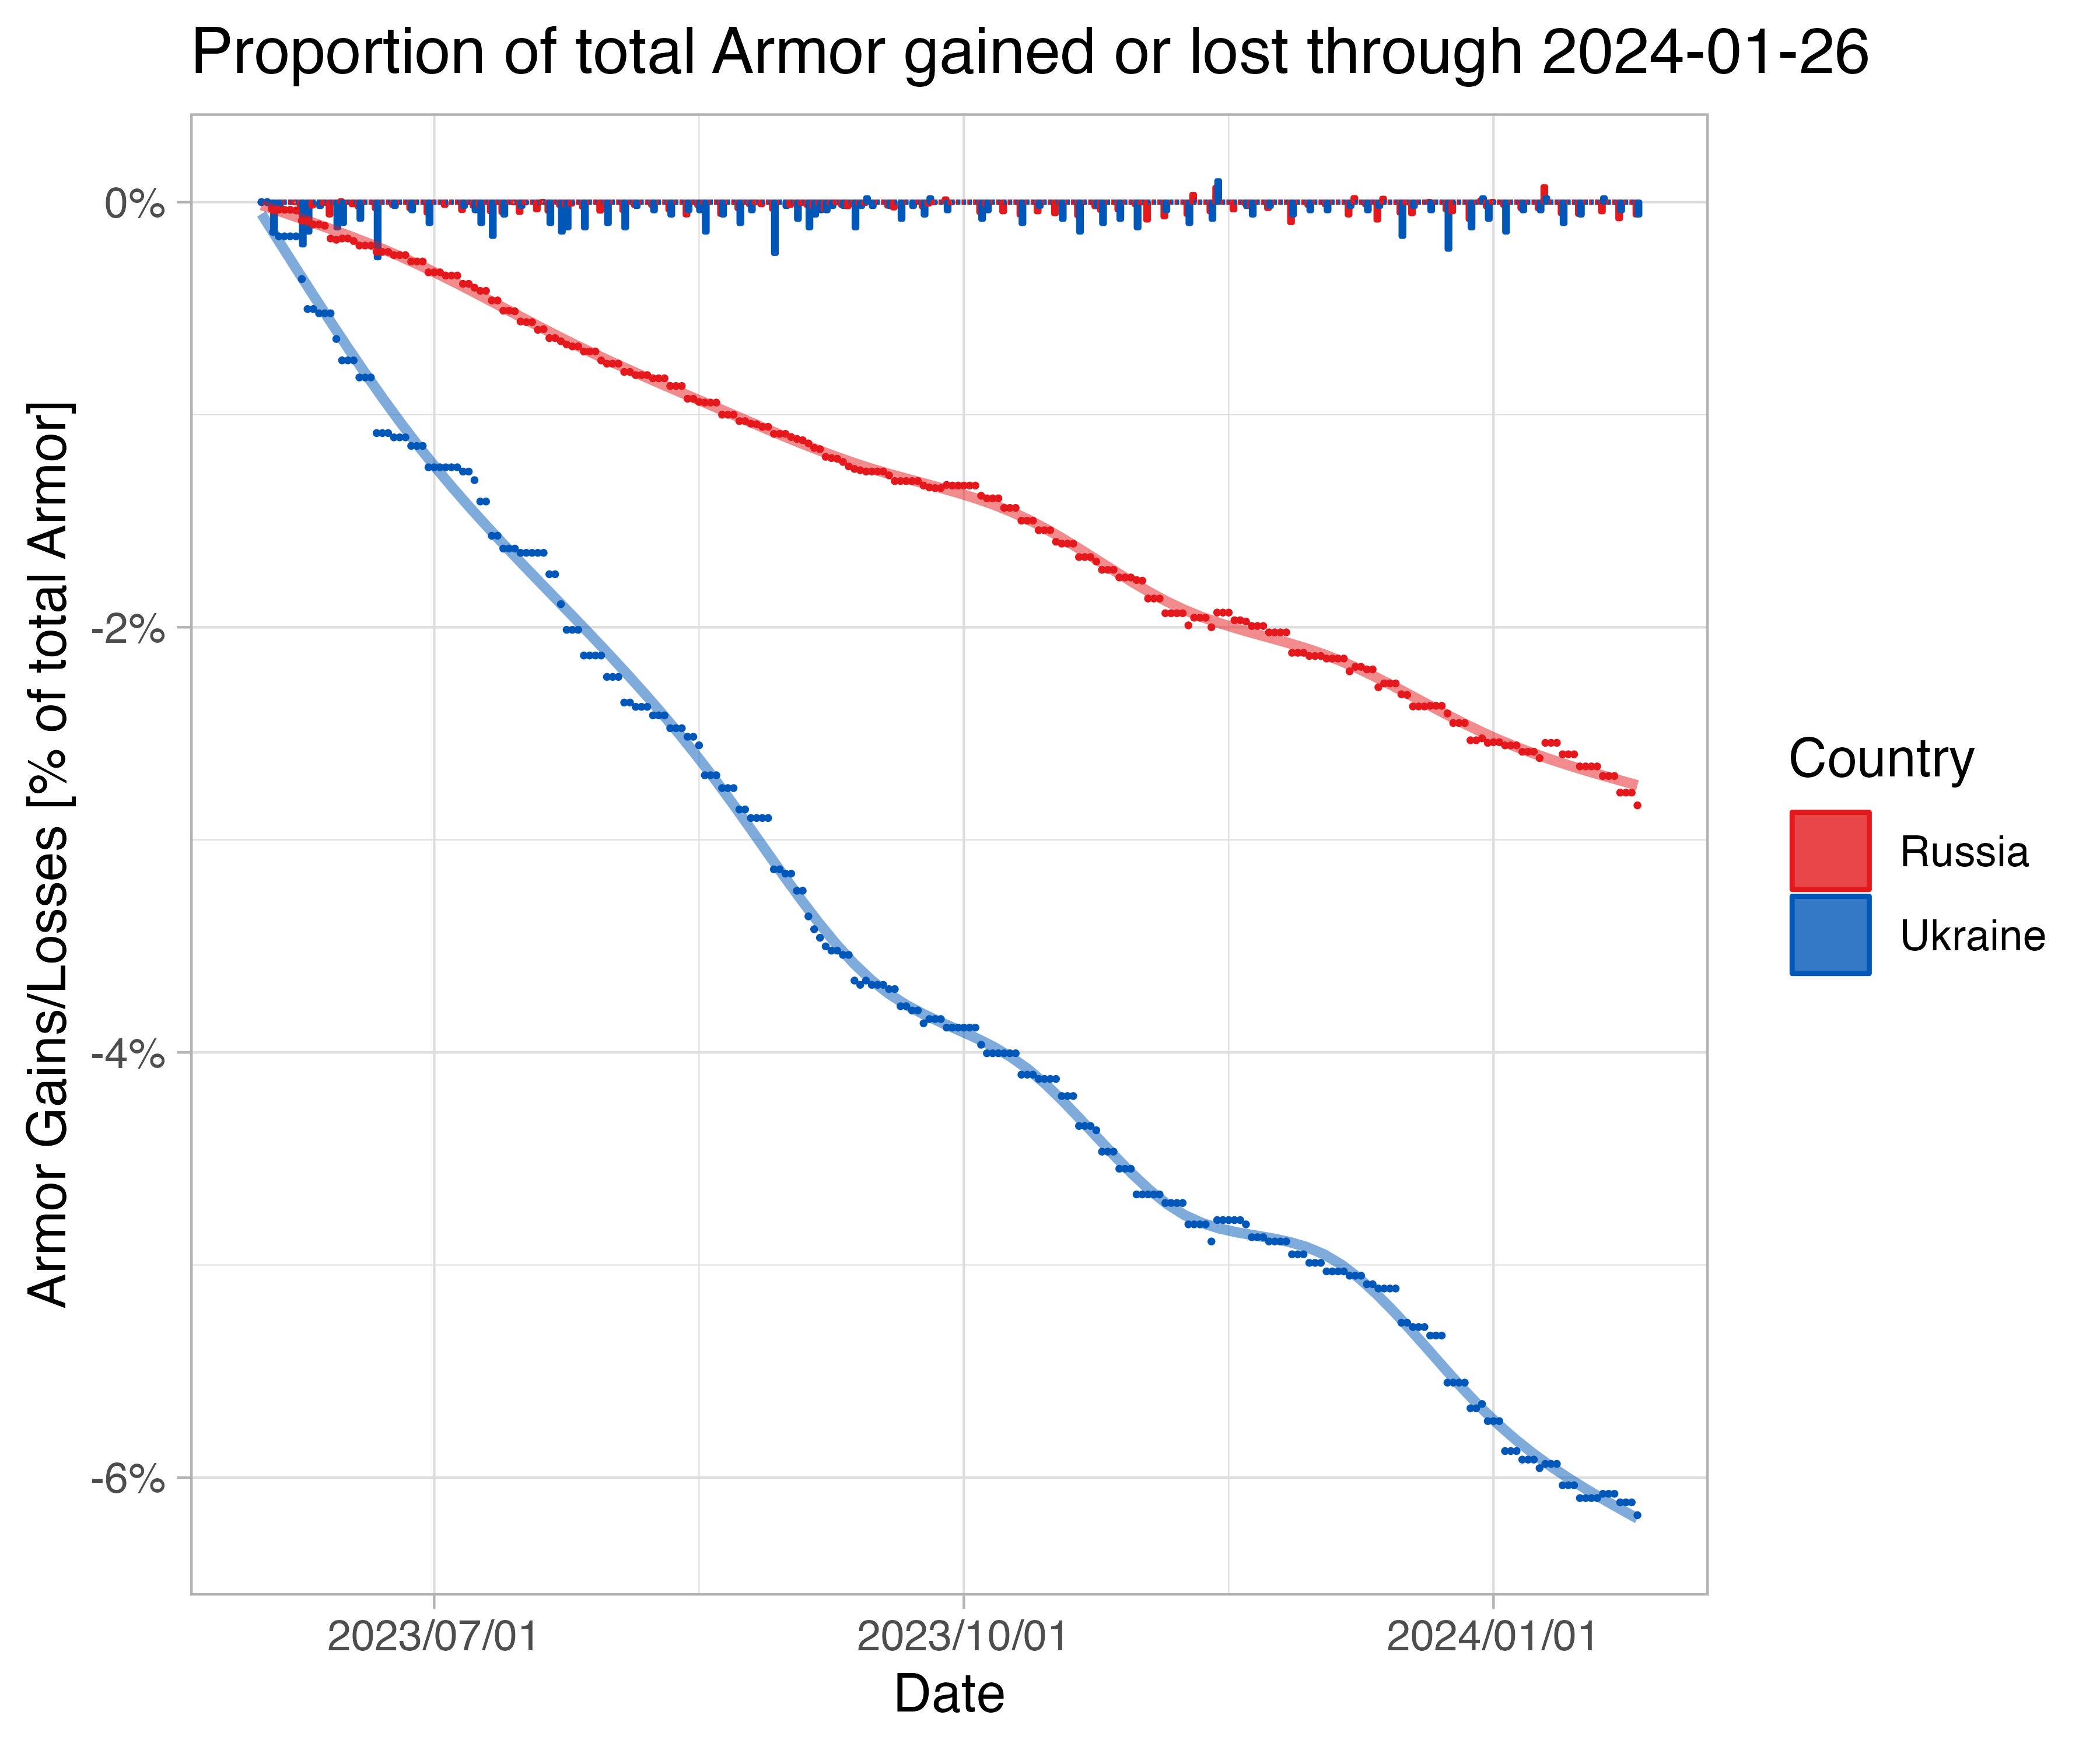 Proportion of total Armor gained or lost through 2024-01-26
Armor Gains/Losses [% of total Armor]
0%
-2%
-4%
-6%
2023/07/01
2023/10/01
2024/01/01
Date
Country
Russia
Ukraine